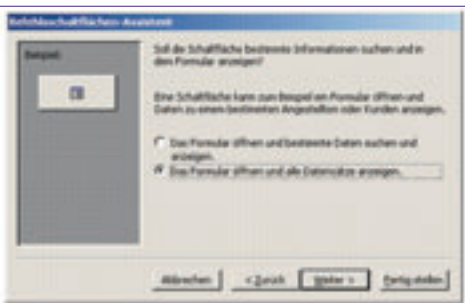 Befehlsschaltflächen-Assistent
Beispiel:
Soll die Schaltfläche bestimmte Informationen suchen und in
dem Formular anzeigen?
Eine Schaltfläche kann zum Beispiel ein Formular öffnen und
Daten zu einem bestimmten Angestellten oder Kunden anzeigen.
Das Formular öffnen und bestimmte Daten suchen und
anzeigen.
Das Formular öffnen und alle Datensätze anzeigen.
Abbrechen
< Zurück
Weiter >
Fertig stellen